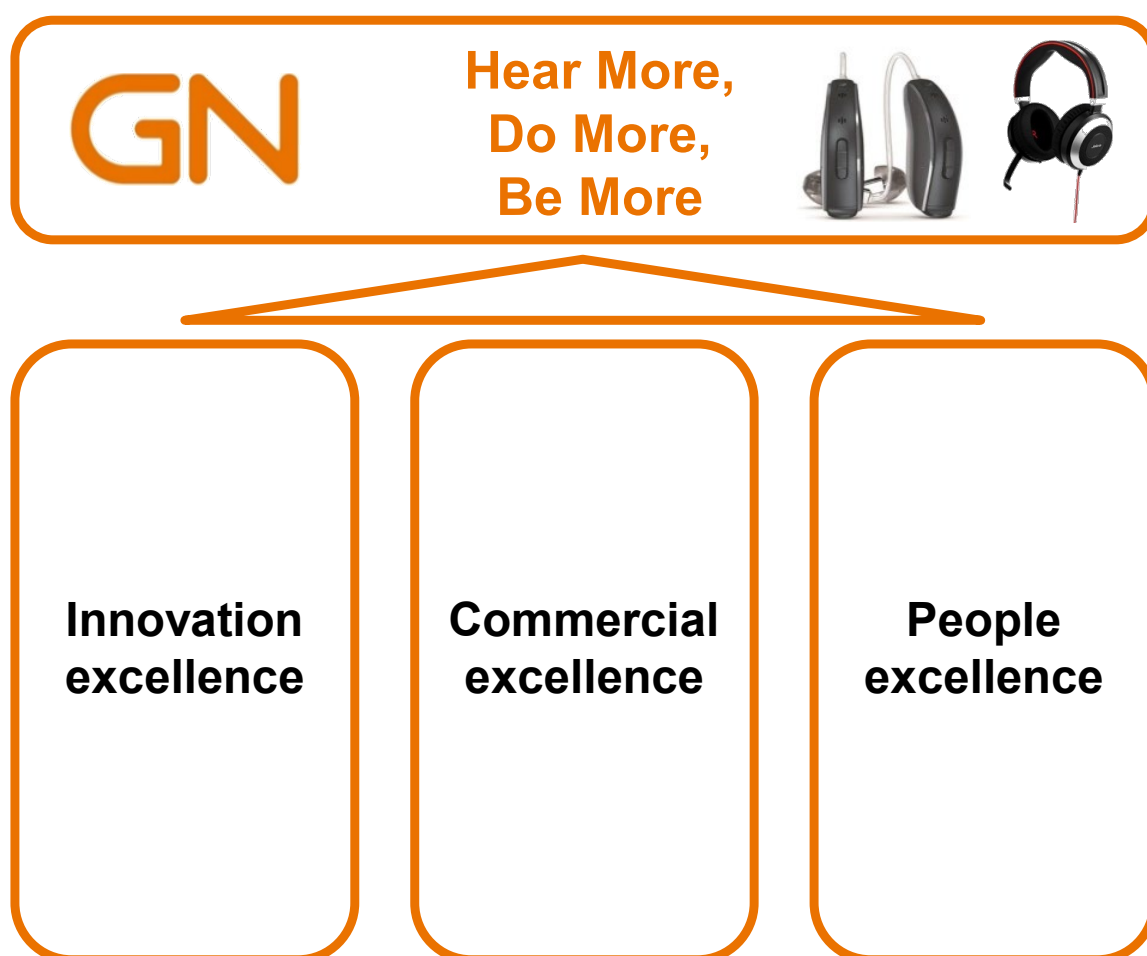 GN
Hear More,
Do More,
Be More
Innovation
excellence
Commercial
excellence
People
excellence